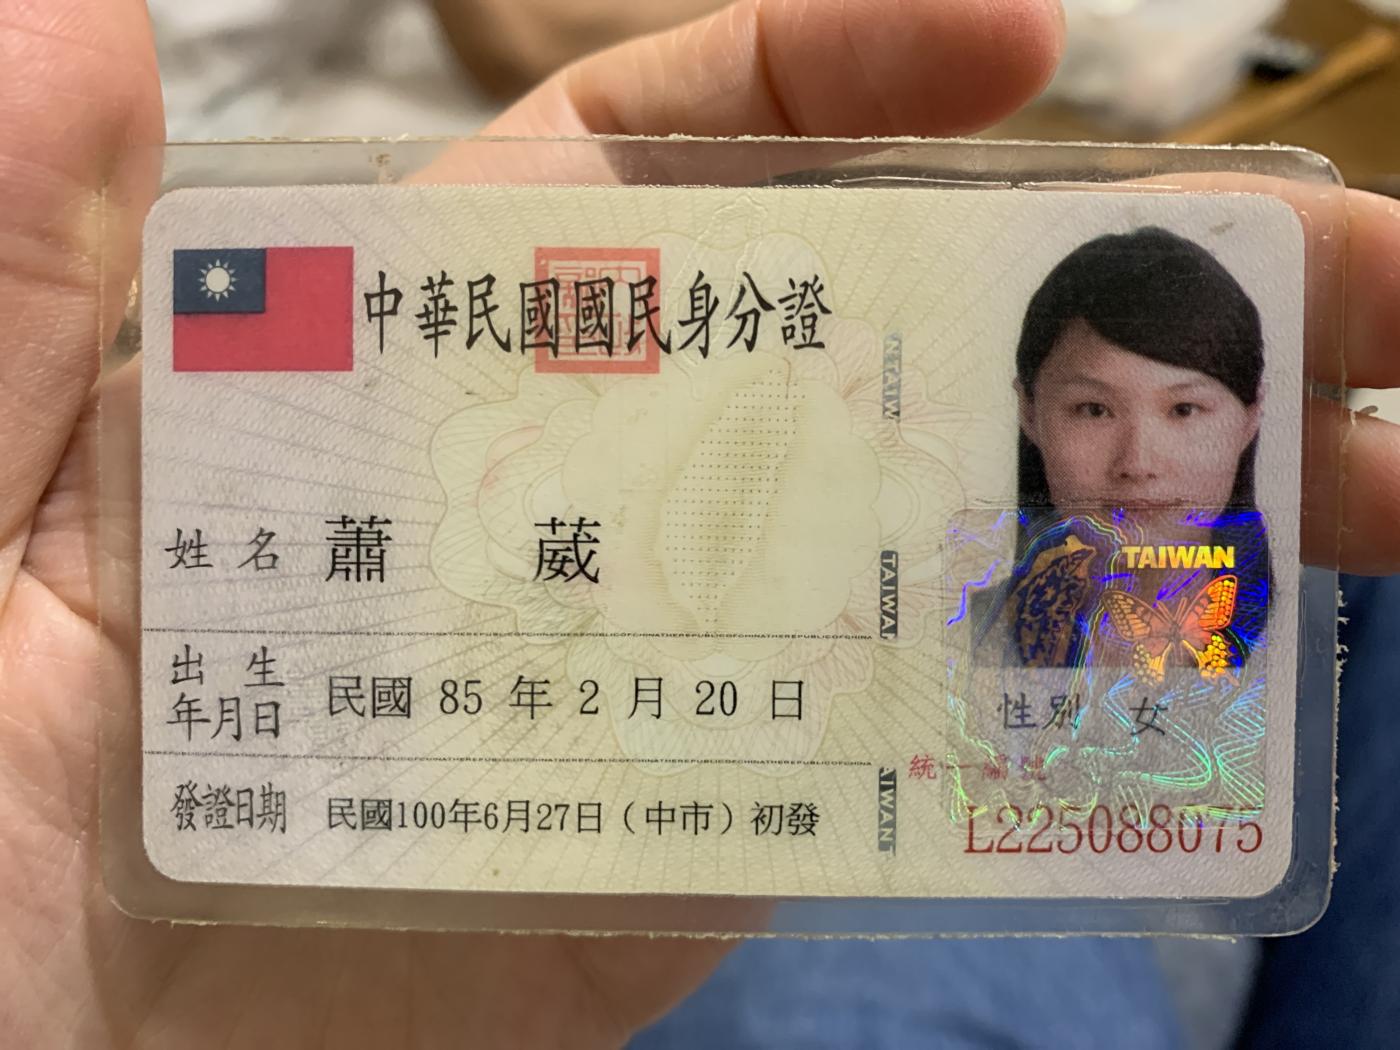 中華民國國民身分證
姓名 蕭 葳
出生年月日 民國 85 年 2 月 20 日
發證日期 民國100年6月27日（中市）初發
TAIWAN
TAIWAN
性別 女
統一編號
L225088075